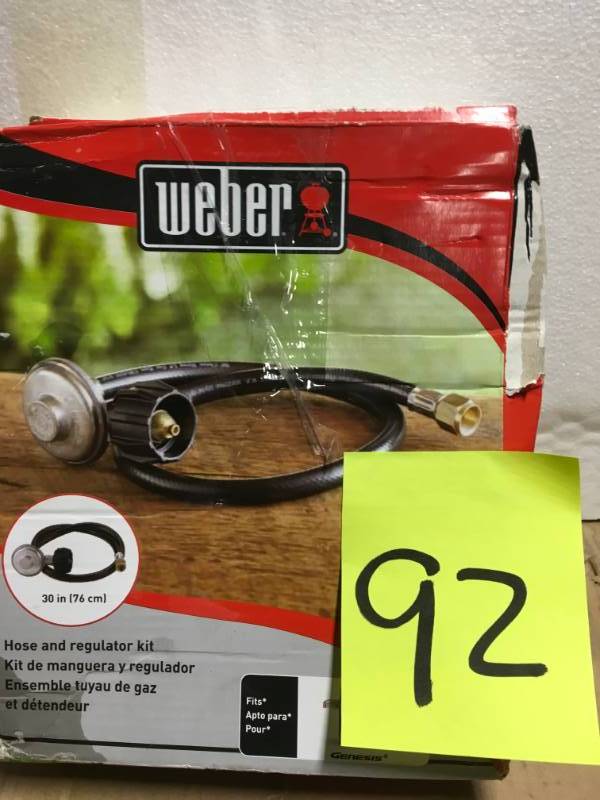 weber
30 in (76 cm)
Hose and regulator kit
Kit de manguera y regulador
Ensemble tuyau de gaz
et détendeur
Fits*
Apto para*
Pour*
GENESIS®
92